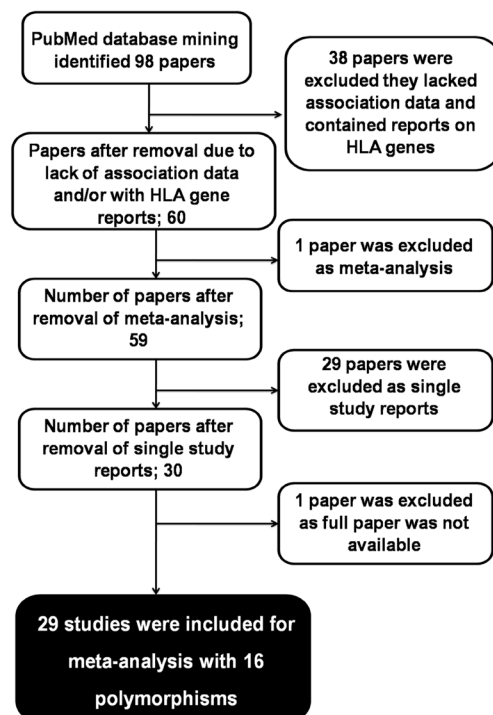 PubMed database mining
identified 98 papers
38 papers were
excluded they lacked
association data and
contained reports on
HLA genes
Papers after removal due to
lack of association data
and/or with HLA gene
reports; 60
1 paper was excluded
as meta-analysis
Number of papers after
removal of meta-analysis;
59
29 papers were
excluded as single
study reports
Number of papers after
removal of single study
reports; 30
1 paper was excluded
as full paper was not
available
29 studies were included for
meta-analysis with 16
polymorphisms